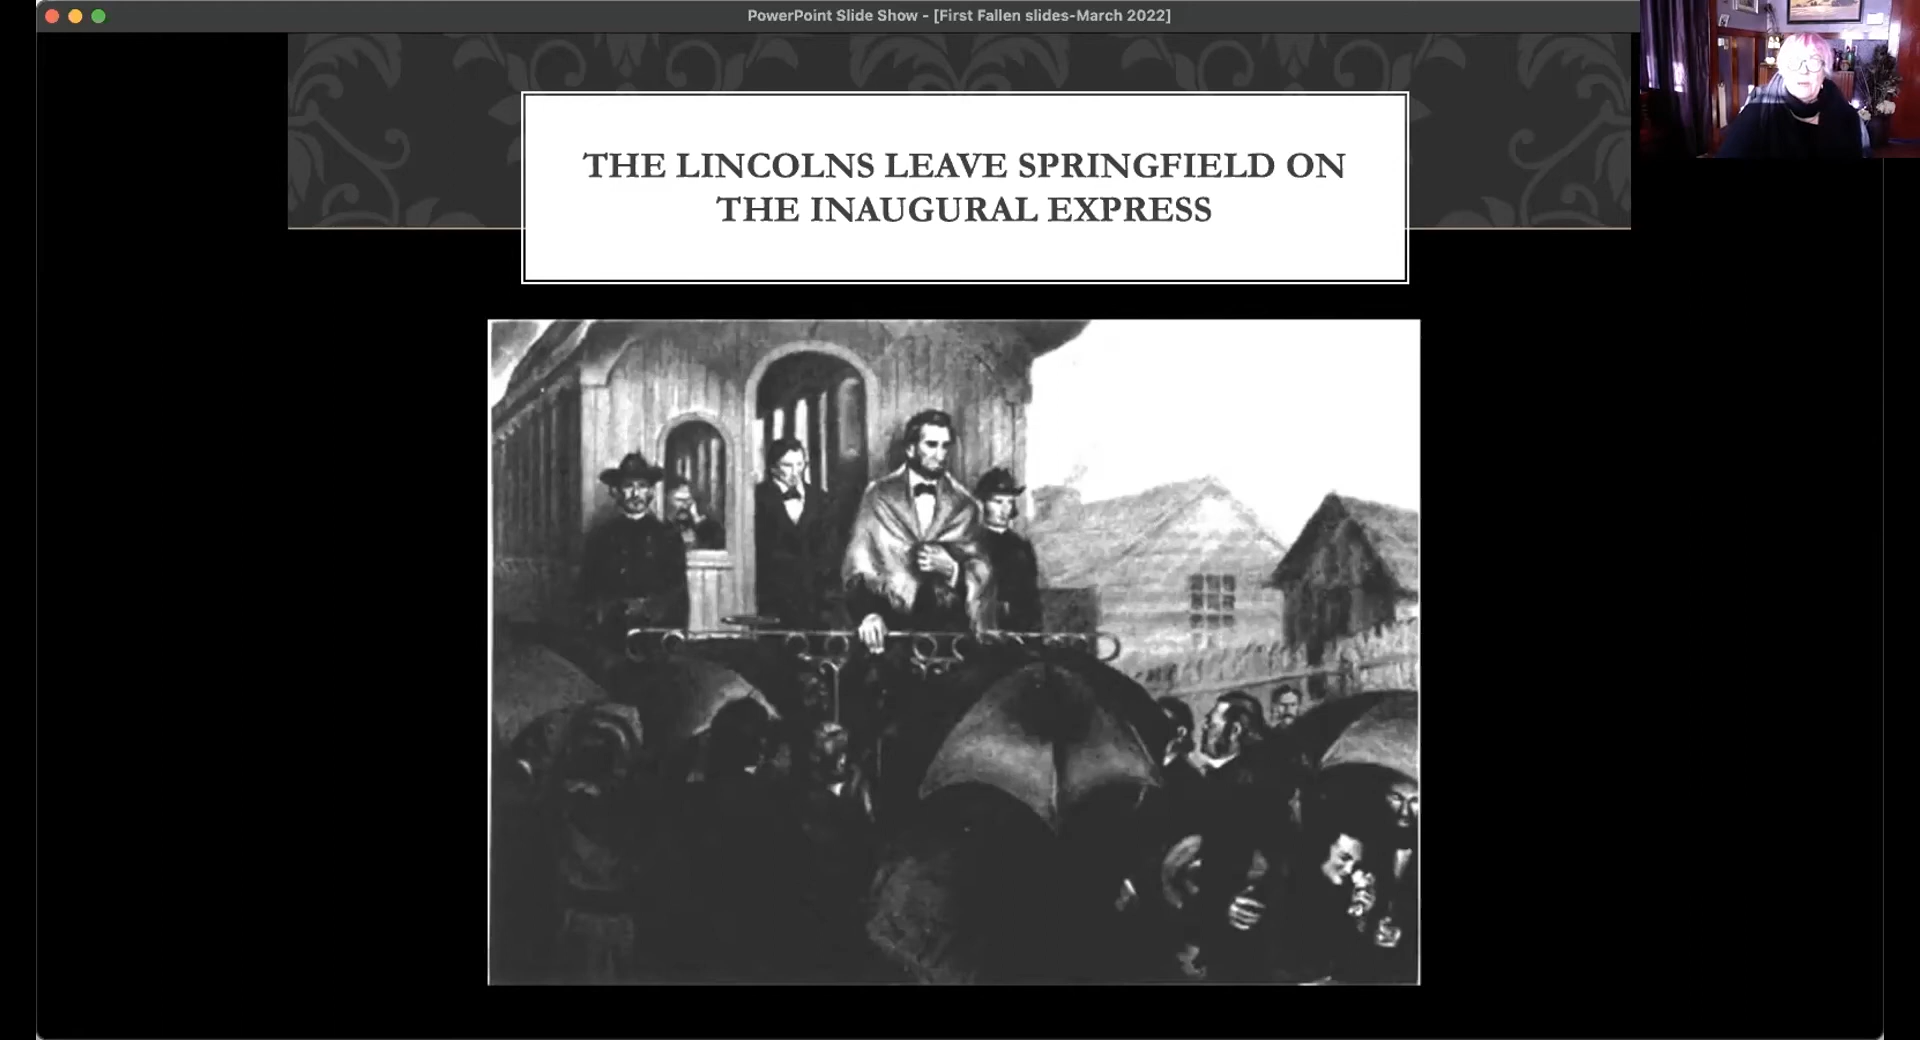 PowerPoint Slide Show - [First Fallen slides-March 2022]
THE LINCOLNS LEAVE SPRINGFIELD ON
THE INAUGURAL EXPRESS